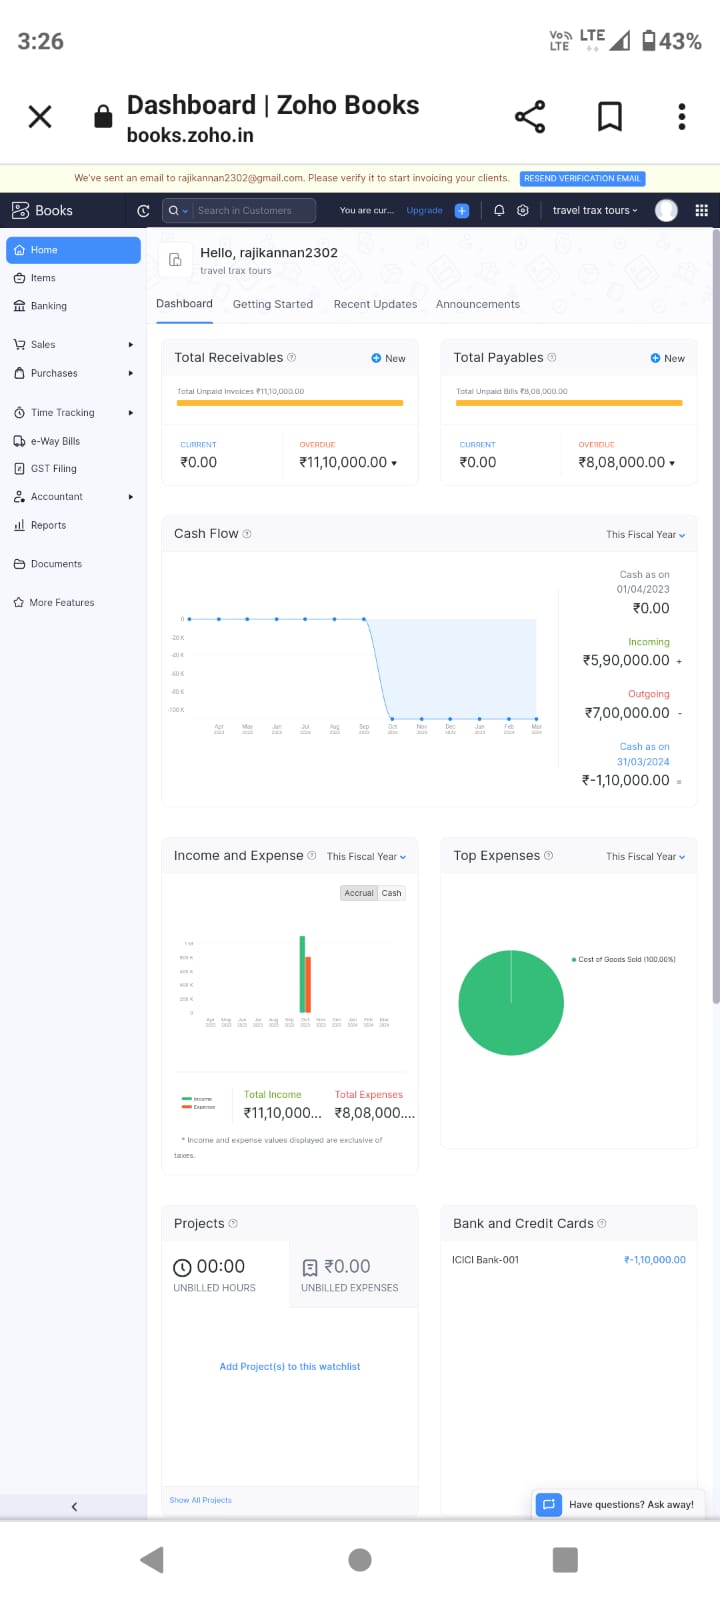 3:26
Vo
LTE
LTE
43%
Dashboard | Zoho Books
books.zoho.in
We've sent an email to rajikannan2302@gmail.com. Please verify it to start invoicing your clients. RESEND VERIFICATION EMAIL
Books
Search in Customers
You are cur...
Upgrade
travel trax tours
Home
Items
Banking
Sales
Purchases
Time Tracking
e-Way Bills
GST Filing
Accountant
Reports
Documents
More Features
Hello, rajikannan2302
travel trax tours
Dashboard Getting Started Recent Updates Announcements
Total Receivables New
Total Unpaid Invoices ₹11,10,000.00
CURRENT OVERDUE
₹0.00 ₹11,10,000.00
Total Payables New
Total Unpaid Bills ₹8,08,000.00
CURRENT OVERDUE
₹0.00 ₹8,08,000.00
Cash Flow This Fiscal Year
0
-20 K
-40 K
-60 K
-80 K
-100 K
Apr May Jun Jul Aug Sep Oct Nov Dec Jan Feb Mar
2023 2023 2023 2023 2023 2023 2023 2023 2023 2024 2024 2024
Cash as on
01/04/2023
₹0.00
Incoming
₹5,90,000.00 +
Outgoing
₹7,00,000.00 -
Cash as on
31/03/2024
₹-1,10,000.00 =
Income and Expense This Fiscal Year
Accrual Cash
1 M
800 K
600 K
400 K
200 K
0
Apr May Jun Jul Aug Sep Oct Nov Dec Jan Feb Mar
2023 2023 2023 2023 2023 2023 2023 2023 2023 2024 2024 2024
Income
Expense
Total Income Total Expenses
₹11,10,000... ₹8,08,000....
* Income and expense values displayed are exclusive of
taxes.
Top Expenses This Fiscal Year
Cost of Goods Sold (100.00%)
Projects
00:00
UNBILLED HOURS
₹0.00
UNBILLED EXPENSES
Add Project(s) to this watchlist
Show All Projects
Bank and Credit Cards
ICICI Bank-001 ₹-1,10,000.00
Have questions? Ask away!